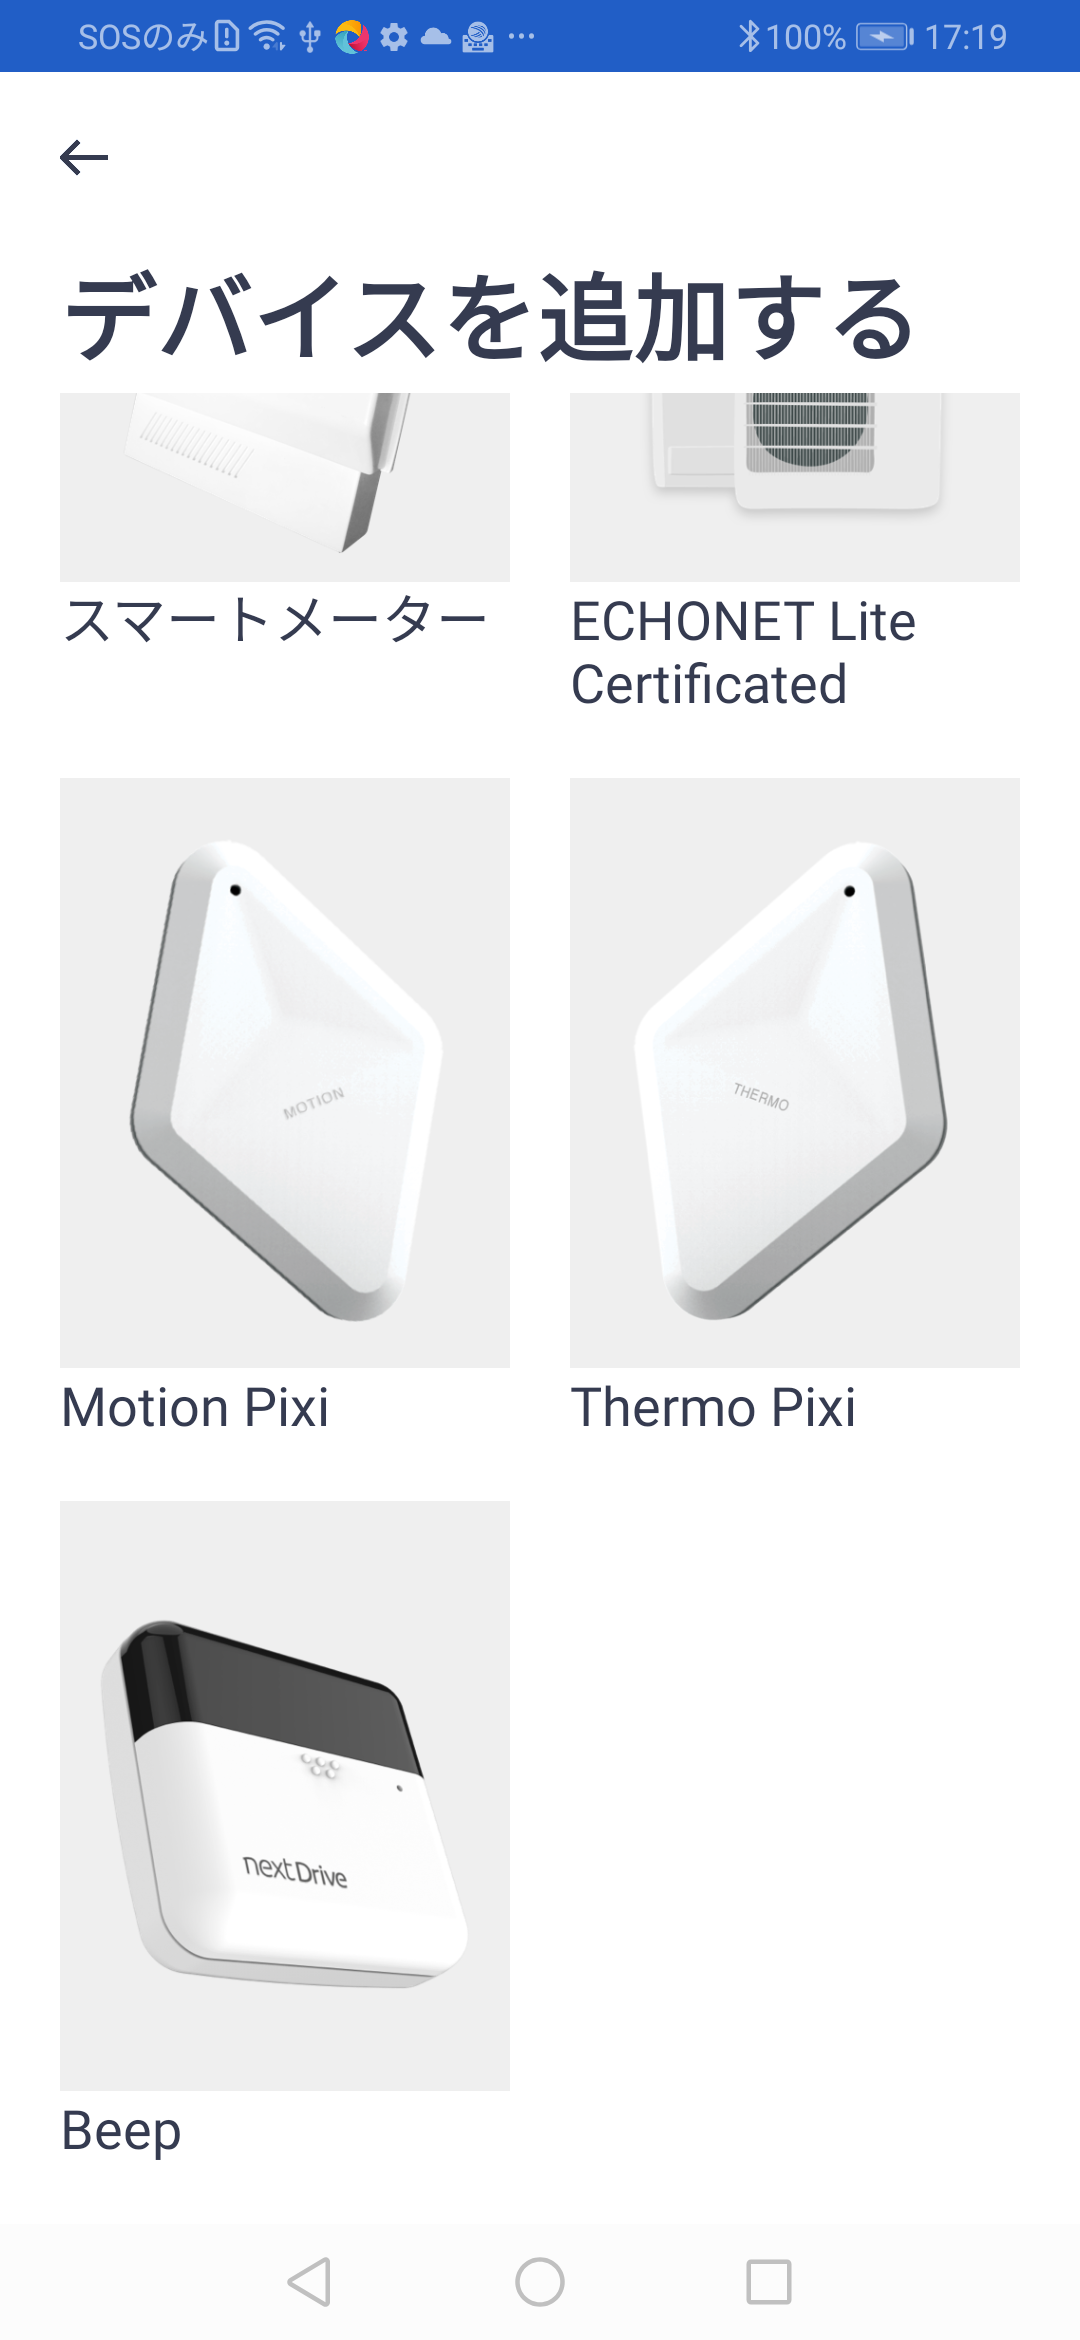 SOSのみ
100%
17:19
デバイスを追加する
スマートメーター
ECHONET Lite
Certificated
MOTION
THERMO
Motion Pixi
Thermo Pixi
nextDrive
Beep